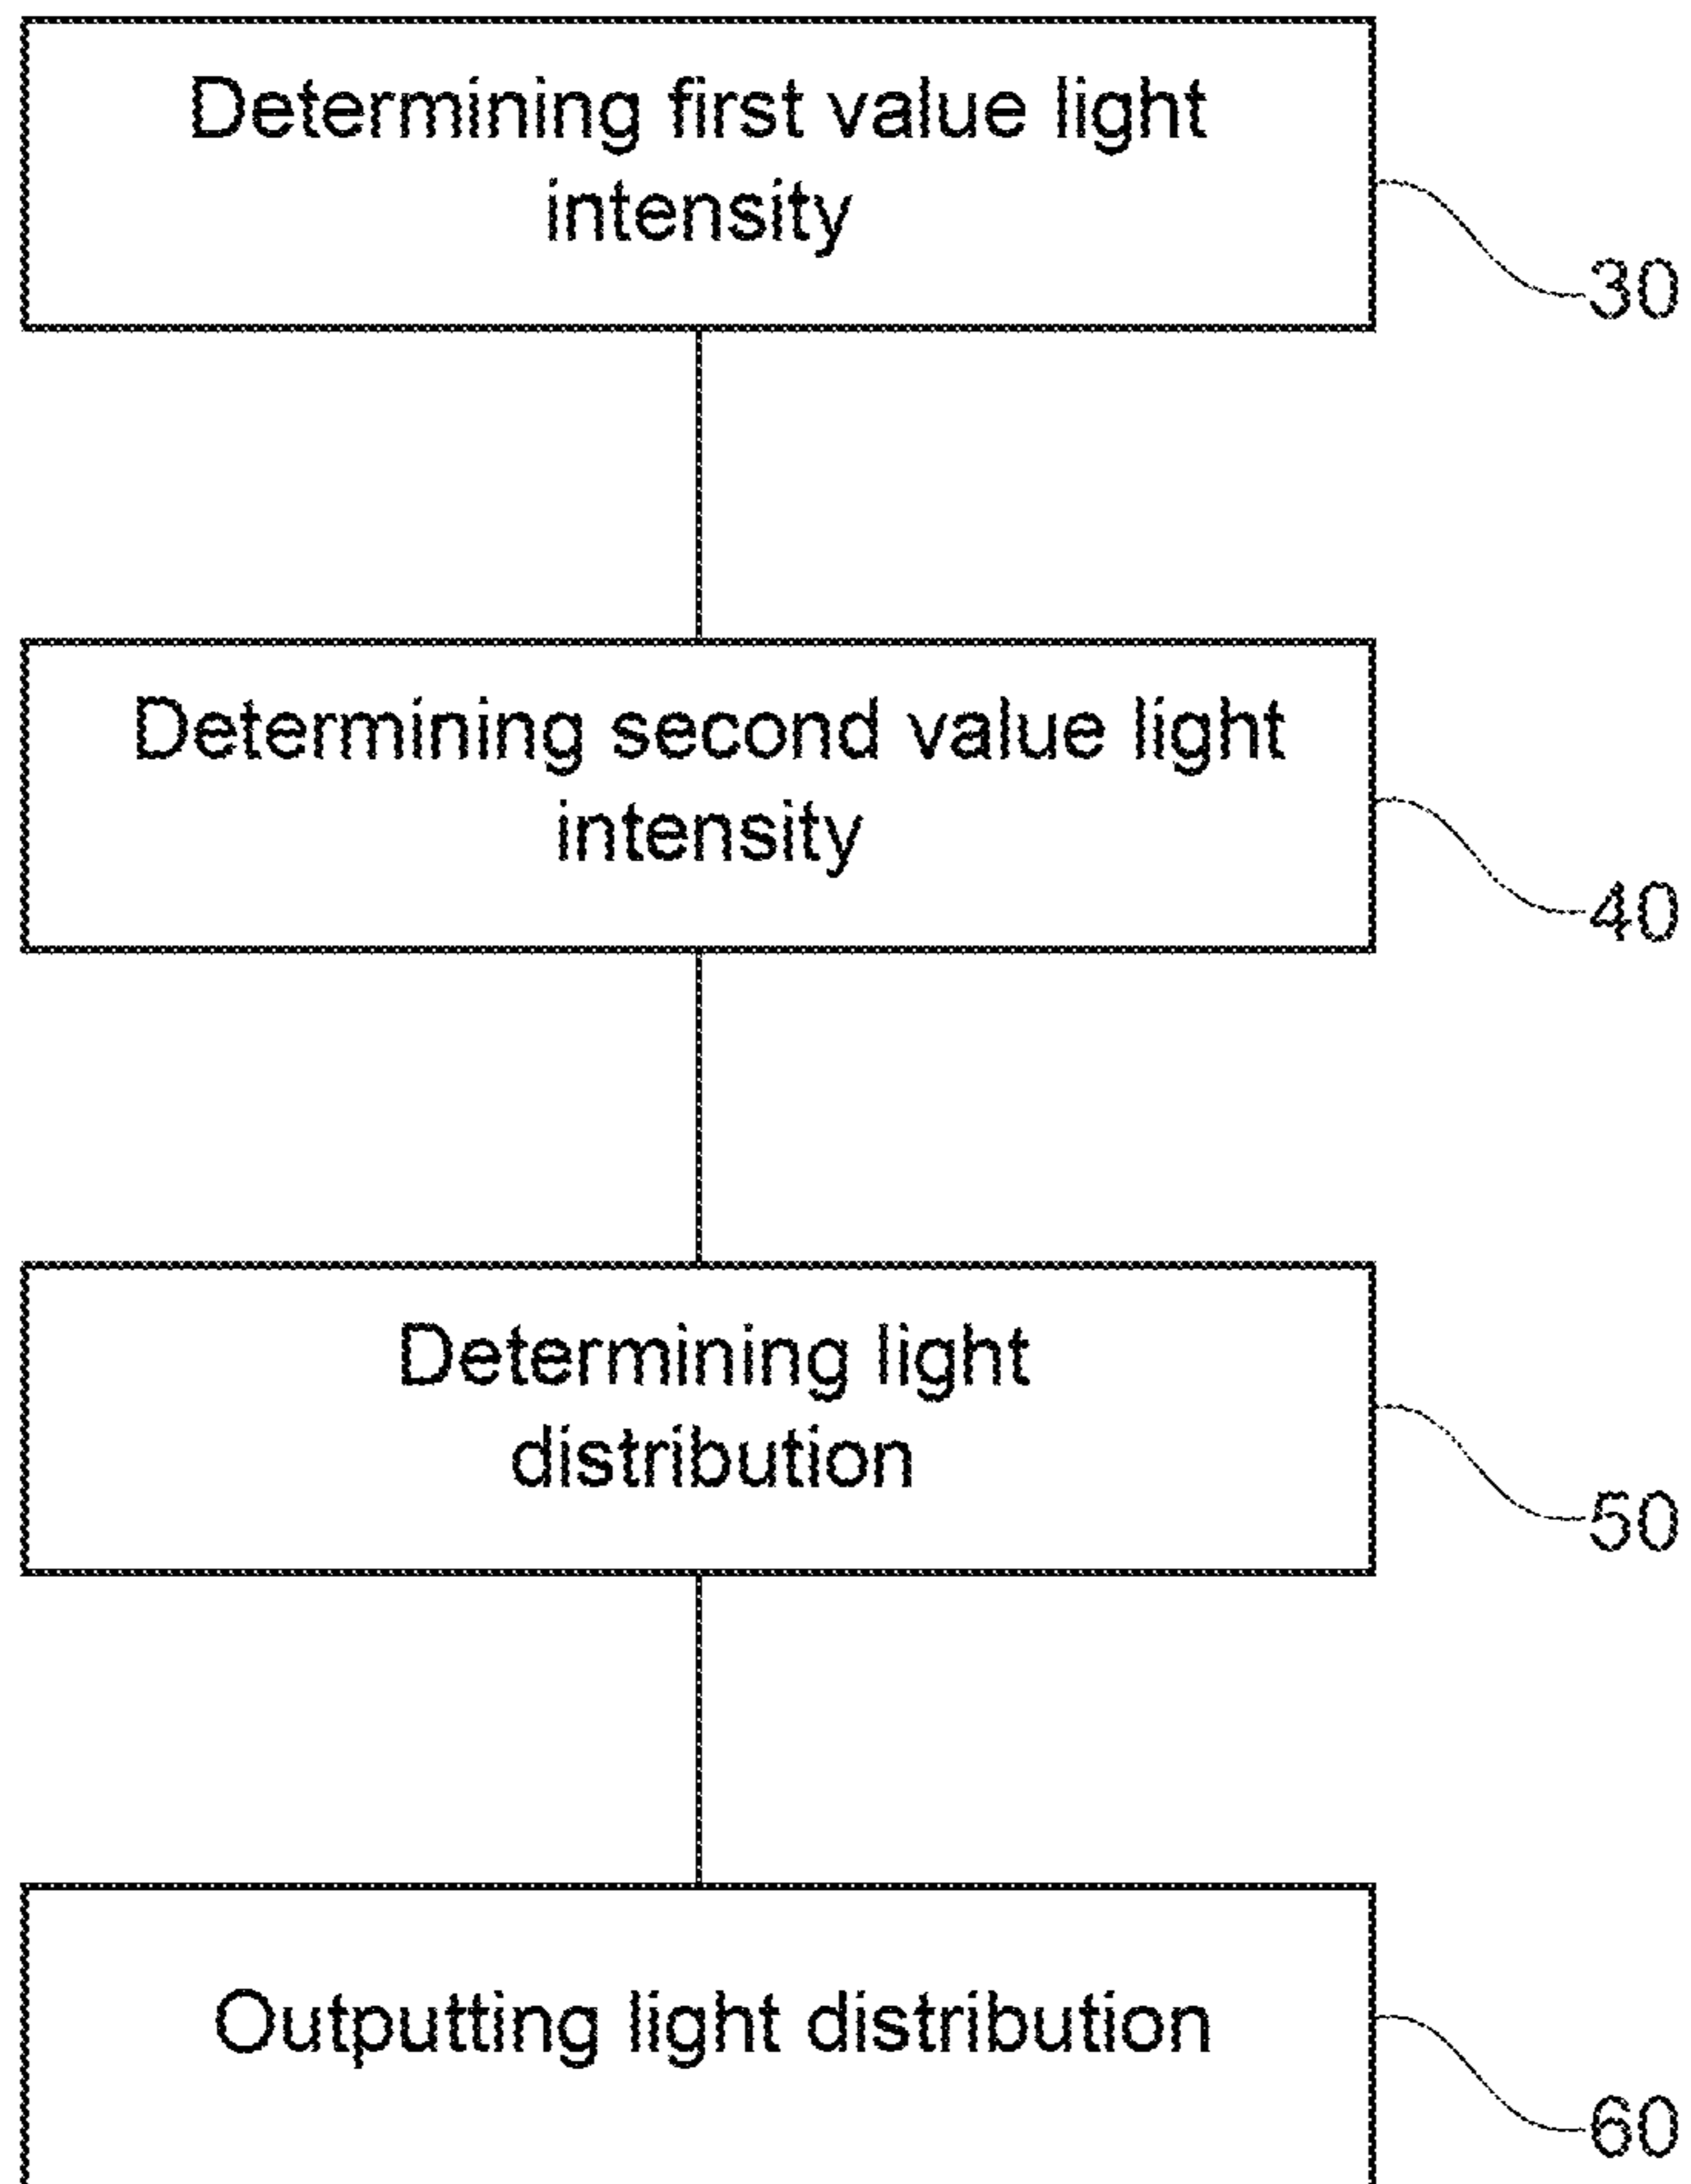 Determining first value light
intensity
30
Determining second value light
intensity
40
Determining light
distribution
50
Outputting light distribution
60